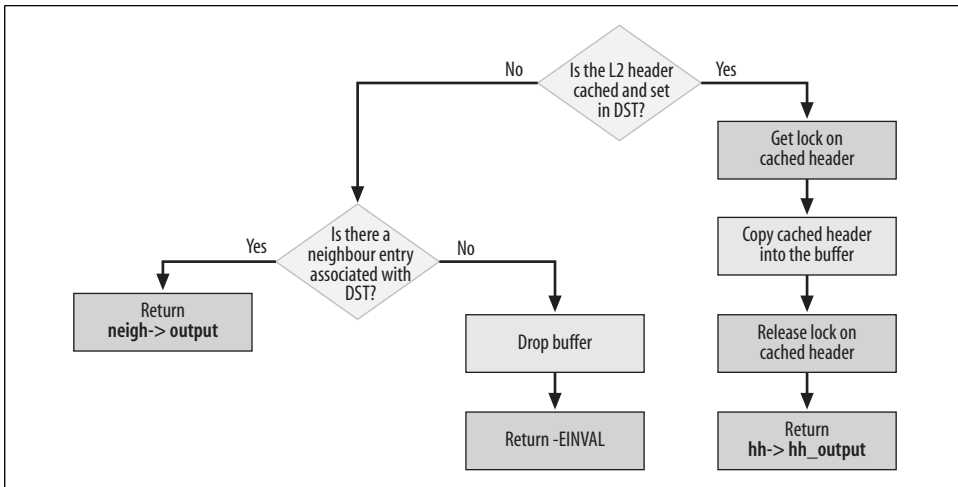 No
Is the L2 header
cached and set
in DST?
Yes
Get lock on
cached header
Copy cached header
into the buffer
Release lock on
cached header
Return
hh-> hh_output
Yes
Is there a
neighbour entry
associated with
DST?
No
Return
neigh-> output
Drop buffer
Return -EINVAL